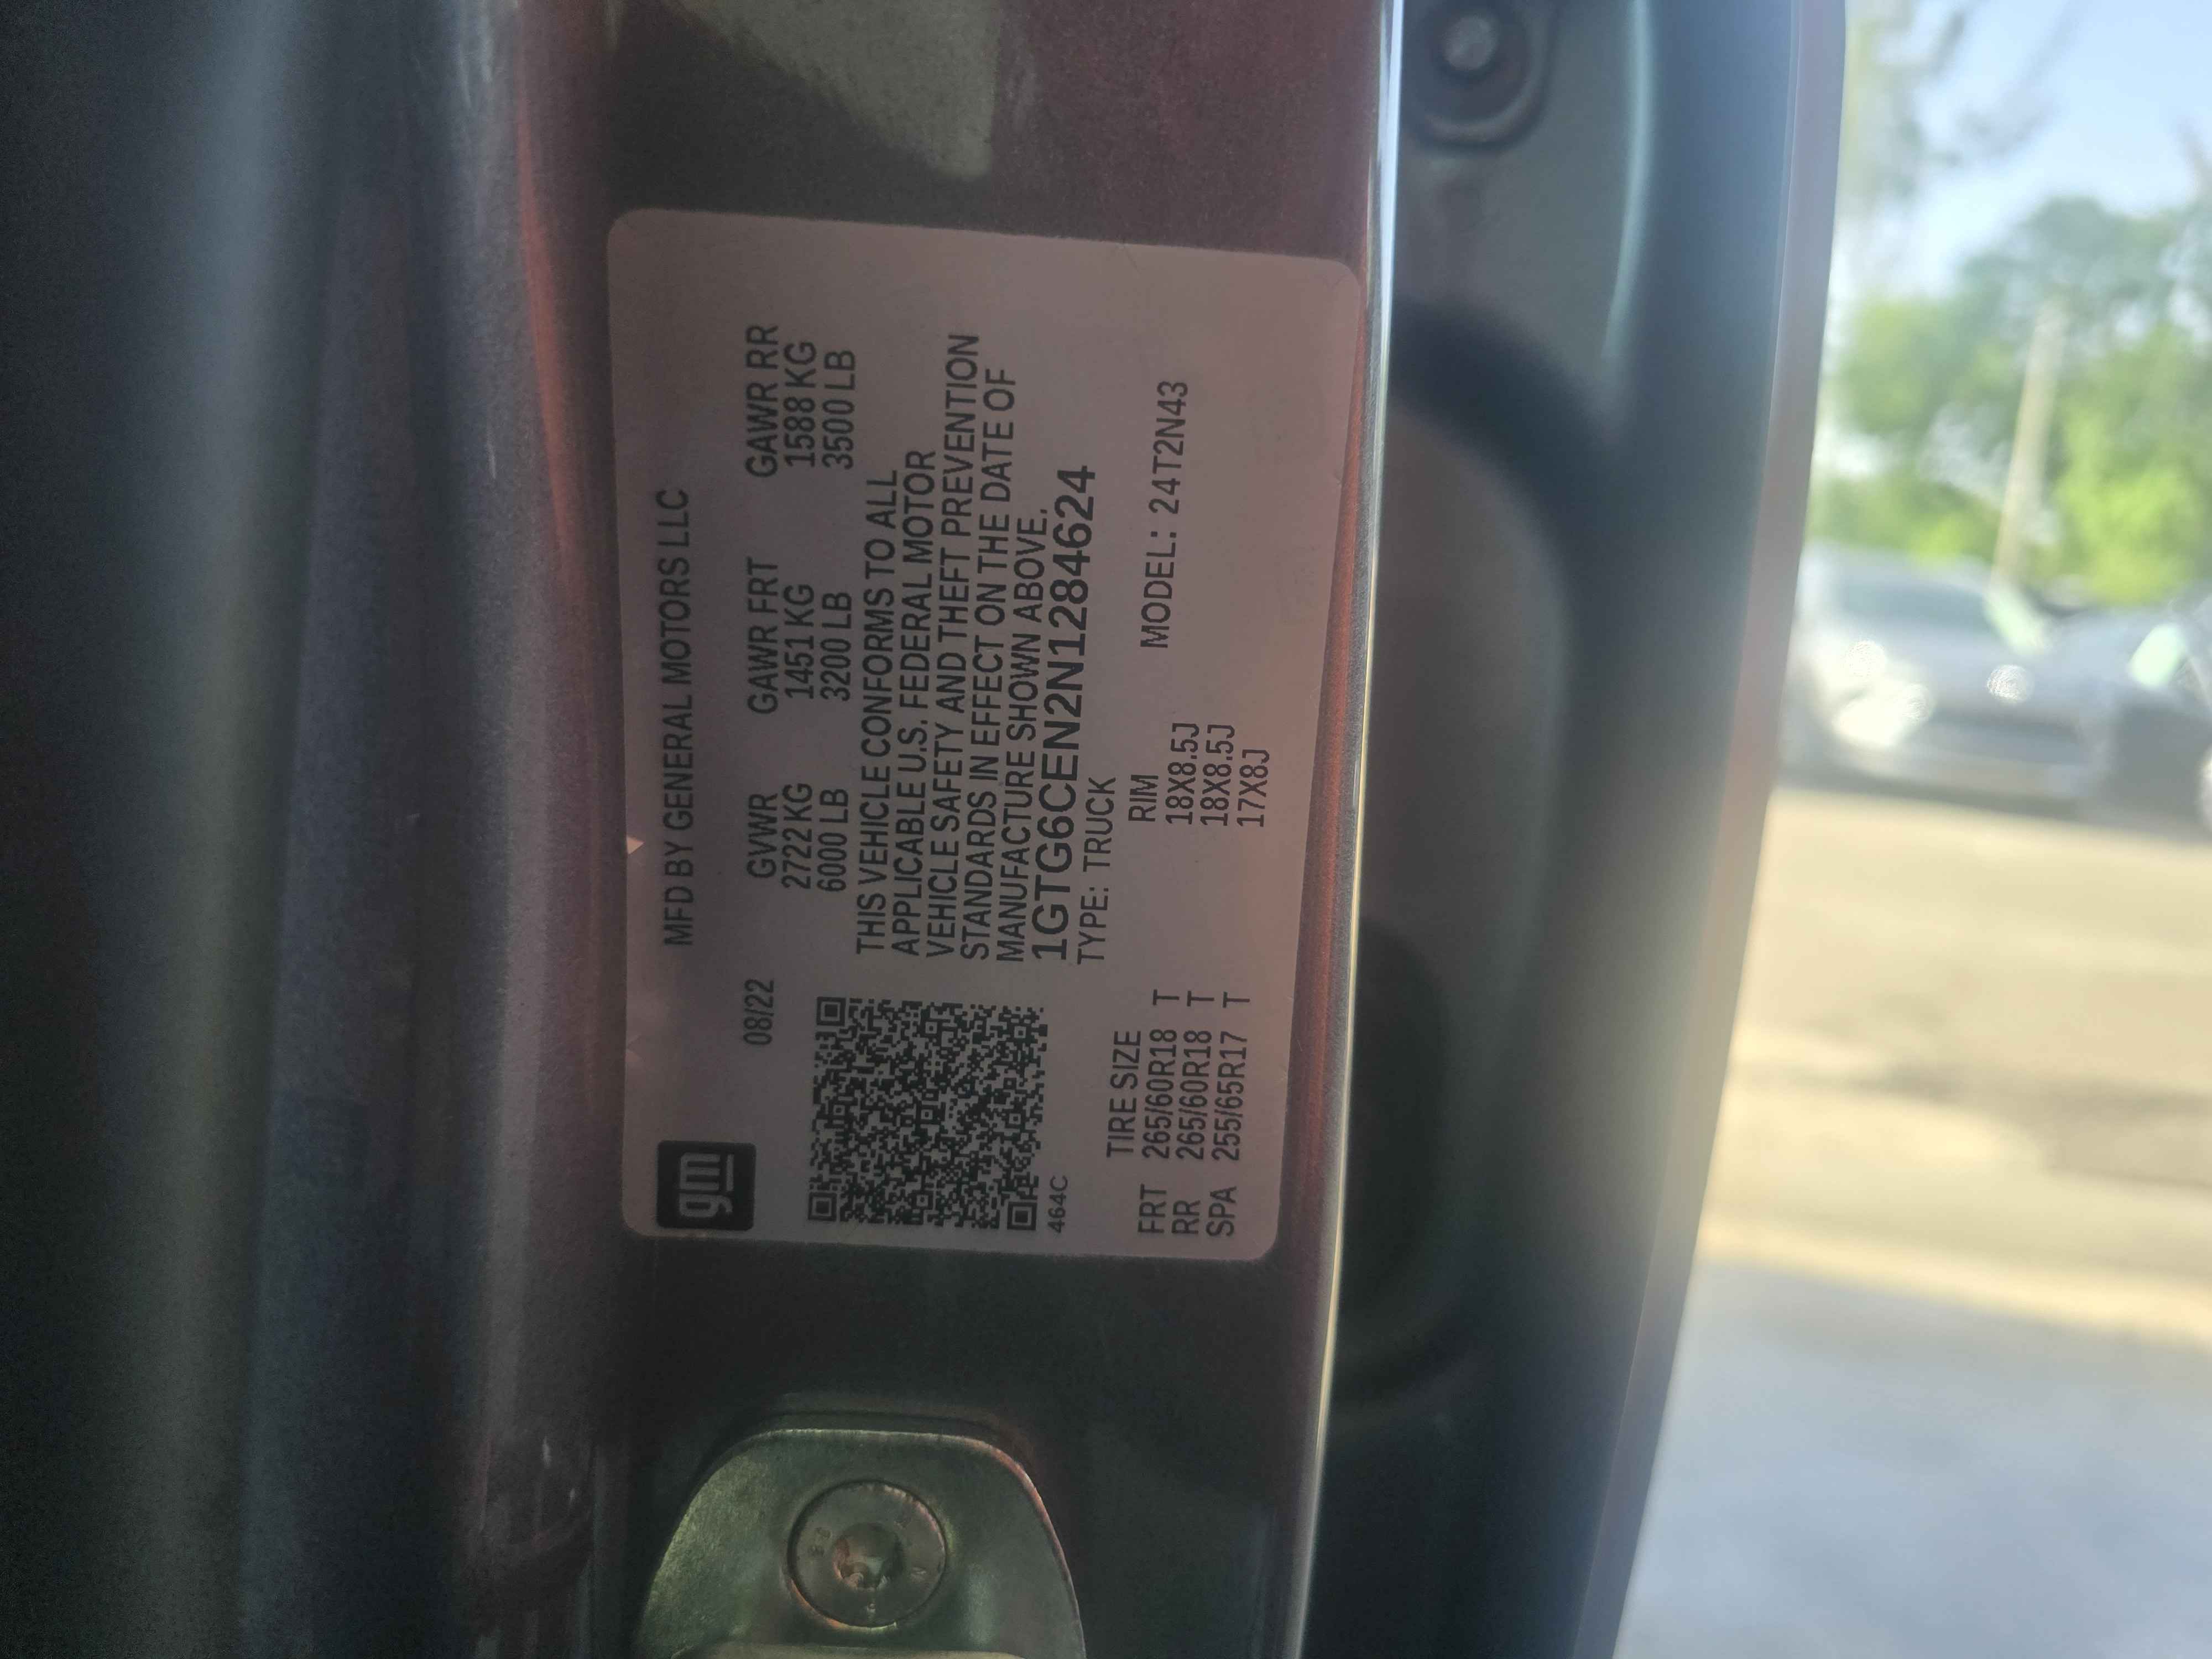 gm
MFD BY GENERAL MOTORS LLC
08/22
GVWR GAWR FRT GAWR RR
2722 KG 1451 KG 1588 KG
6000 LB 3200 LB 3500 LB
THIS VEHICLE CONFORMS TO ALL
APPLICABLE U.S. FEDERAL MOTOR
VEHICLE SAFETY AND THEFT PREVENTION
STANDARDS IN EFFECT ON THE DATE OF
MANUFACTURE SHOWN ABOVE.
1GTG6CEN2N1284624
464C
TYPE: TRUCK
MODEL: 24T2N43
TIRE SIZE RIM
FRT 265/60R18 T 18X8.5J
RR 265/60R18 T 18X8.5J
SPA 255/65R17 T 17X8J